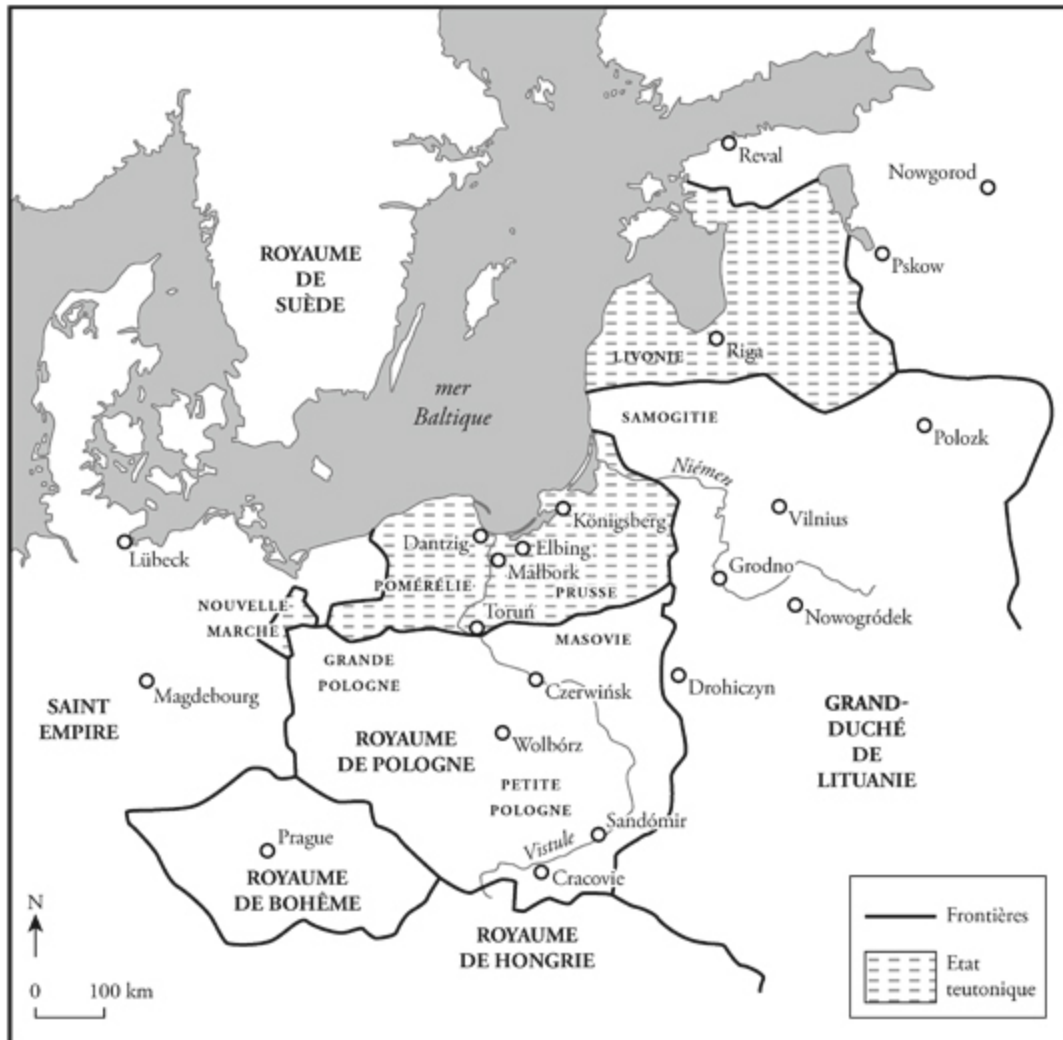 Reval
Nowgorod
Pskow
ROYAUME
DE
SUÈDE
LIVONIE
Riga
mer
Baltique
SAMOGITIE
Polozk
Niémen
Vilnius
Königsberg
Dantzig
Elbing
Małbork
Lübeck
Grodno
POMÉRÉLIE
PRUSSE
Nowogródek
NOUVELLE-
MARCHE
Toruń
MASOVIE
GRANDE
POLOGNE
Czerwińsk
Drohiczyn
Magdebourg
SAINT
EMPIRE
GRAND-
DUCHÉ
DE
LITUANIE
ROYAUME
DE POLOGNE
Wolbórz
PETITE
POLOGNE
Sandómir
Vistule
Prague
Cracovie
ROYAUME
DE BOHÊME
ROYAUME
DE HONGRIE
N
0 100 km
Frontières
Etat
teutonique